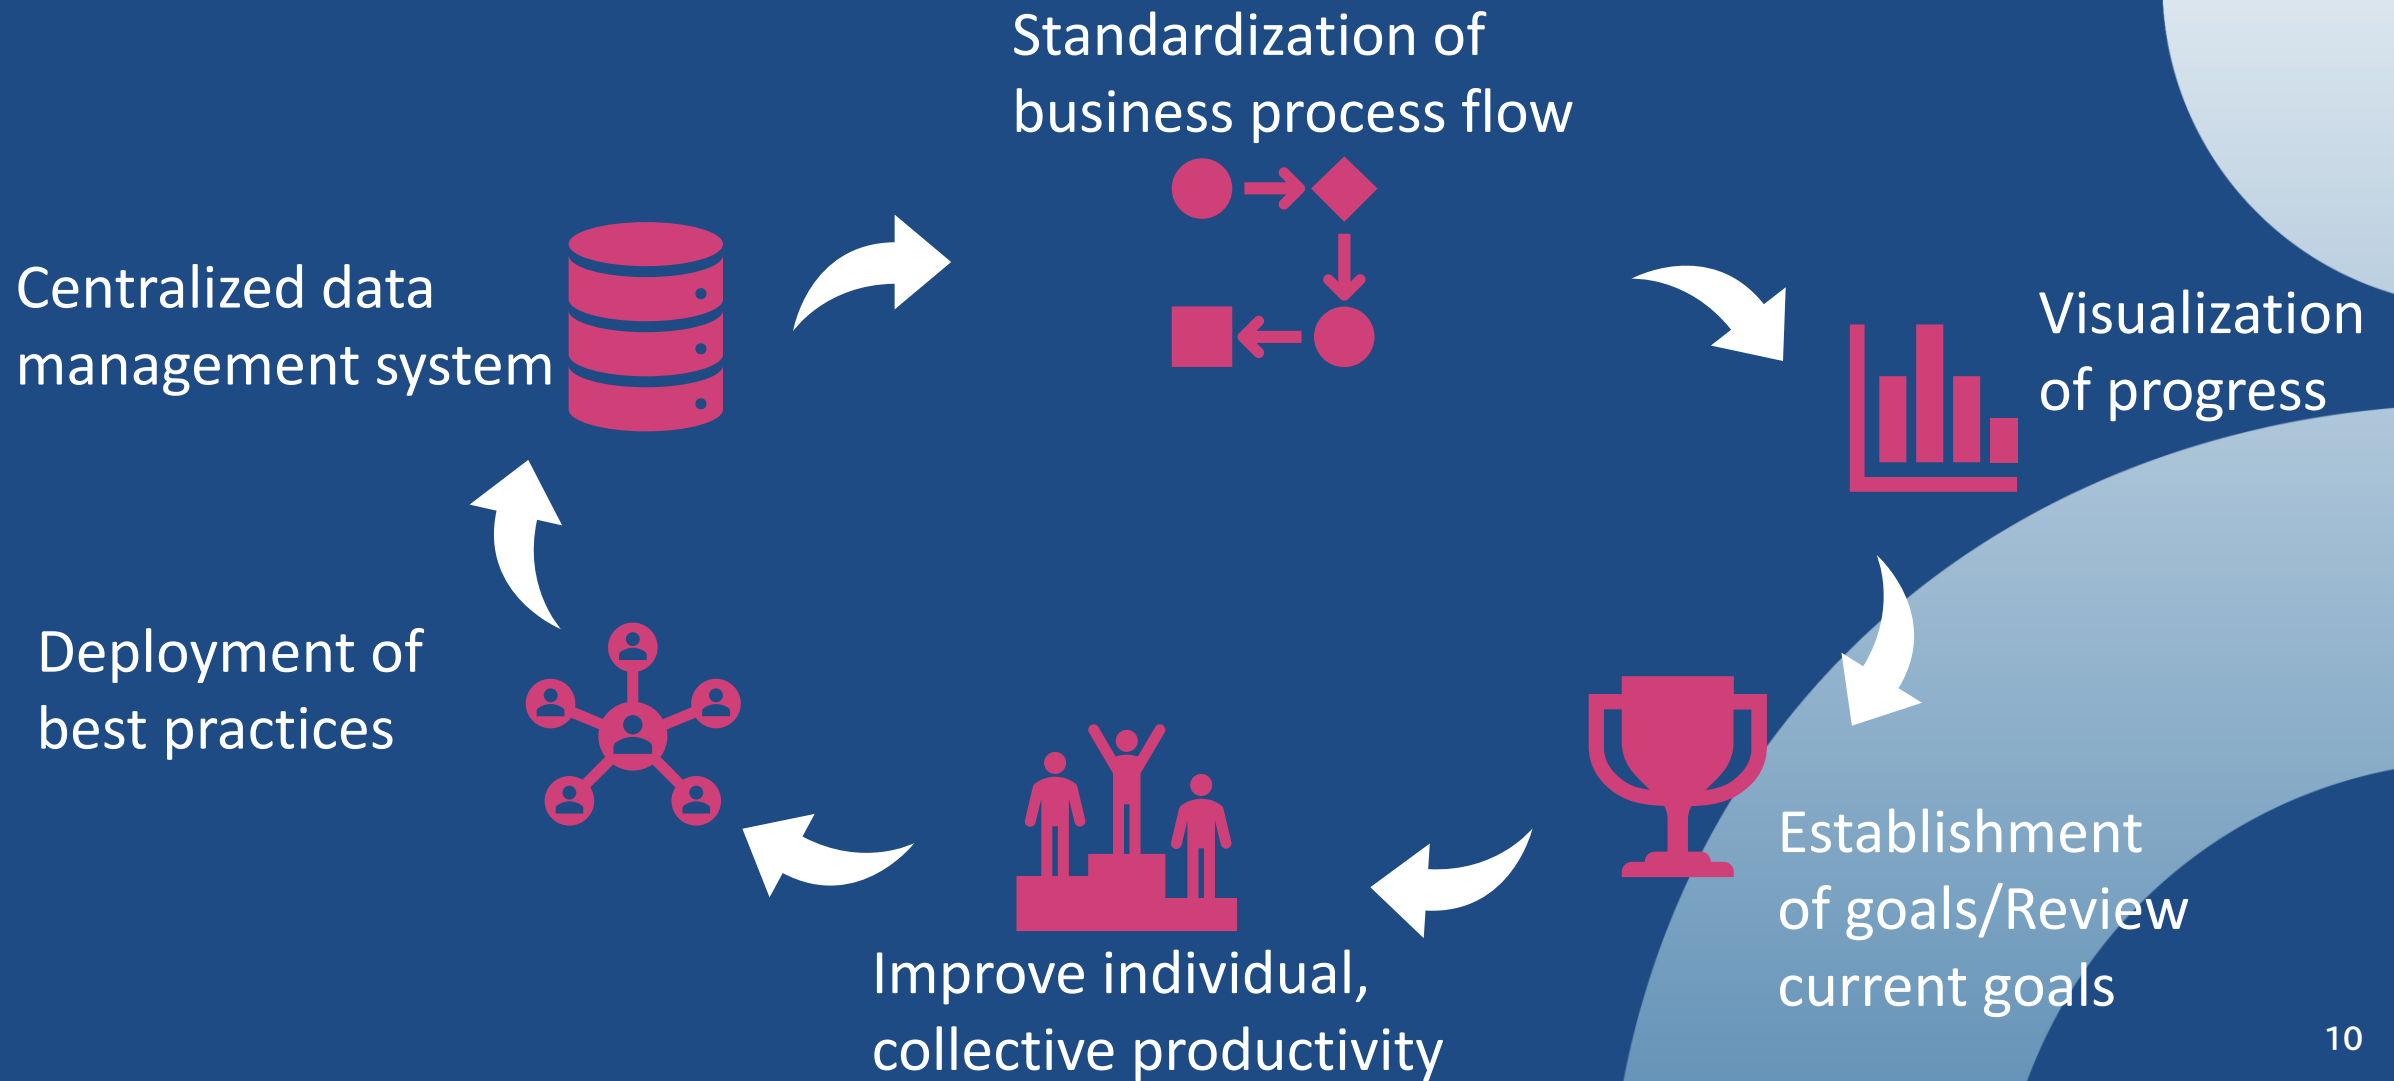 Standardization of
business process flow
Centralized data
management system
Visualization
of progress
Deployment of
best practices
Establishment
of goals/Review
current goals
Improve individual,
collective productivity
10